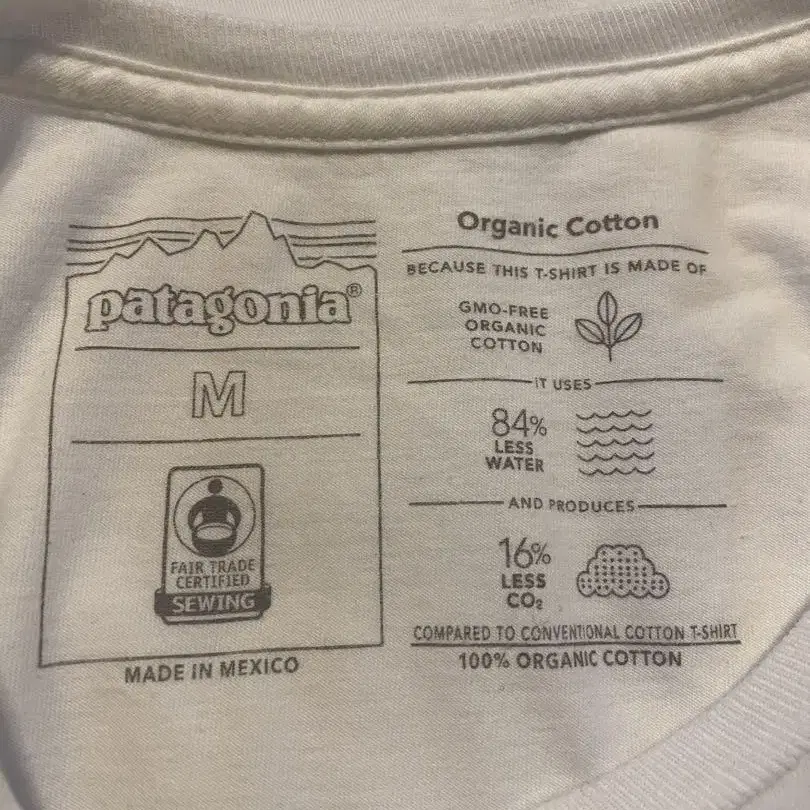 patagonia®
M
FAIR TRADE
CERTIFIED
SEWING
MADE IN MEXICO
Organic Cotton
BECAUSE THIS T-SHIRT IS MADE OF
GMO-FREE
ORGANIC
COTTON
IT USES
84%
LESS
WATER
AND PRODUCES
16%
LESS
CO₂
COMPARED TO CONVENTIONAL COTTON T-SHIRT
100% ORGANIC COTTON